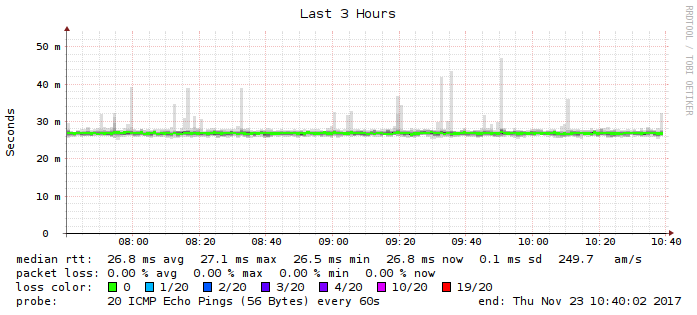 Last 3 Hours
RRDTOOL / TOBI OETIKER
Seconds
50 m
40 m
30 m
20 m
10 m
0
08:00 08:20 08:40 09:00 09:20 09:40 10:00 10:20 10:40
median rtt: 26.8 ms avg 27.1 ms max 26.5 ms min 26.8 ms now 0.1 ms sd 249.7 am/s
packet loss: 0.00 % avg 0.00 % max 0.00 % min 0.00 % now
loss color: 0 1/20 2/20 3/20 4/20 10/20 19/20
probe: 20 ICMP Echo Pings (56 Bytes) every 60s end: Thu Nov 23 10:40:02 2017